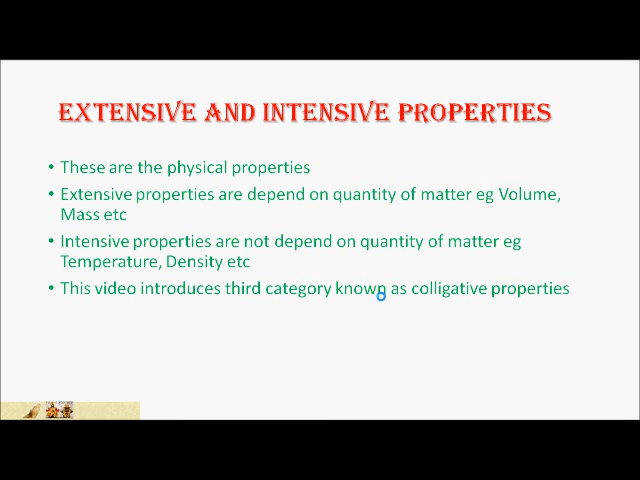 EXTENSIVE AND INTENSIVE PROPERTIES
• These are the physical properties
• Extensive properties are depend on quantity of matter eg Volume,
Mass etc
• Intensive properties are not depend on quantity of matter eg
Temperature, Density etc
• This video introduces third category known as colligative properties